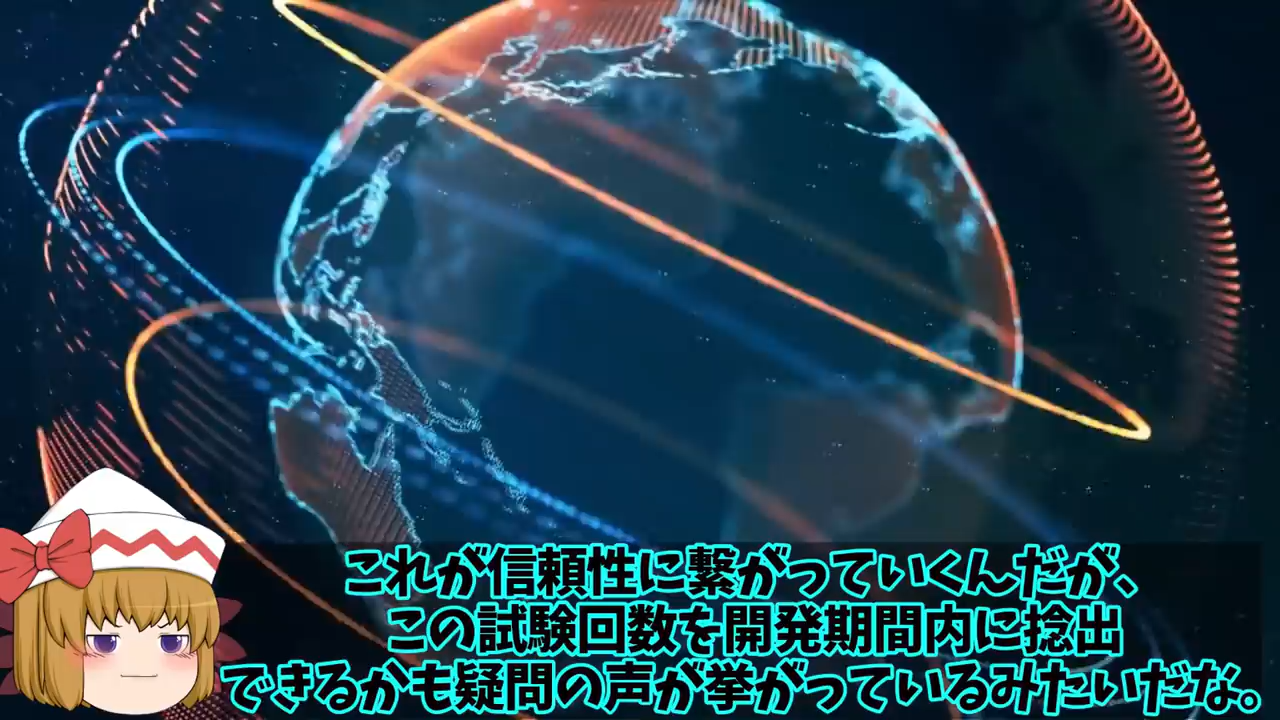 これが信頼性に繋がっていくんだが、
この試験回数を開発期間内に捻出
できるかも疑問の声が挙がっているみたいだな。